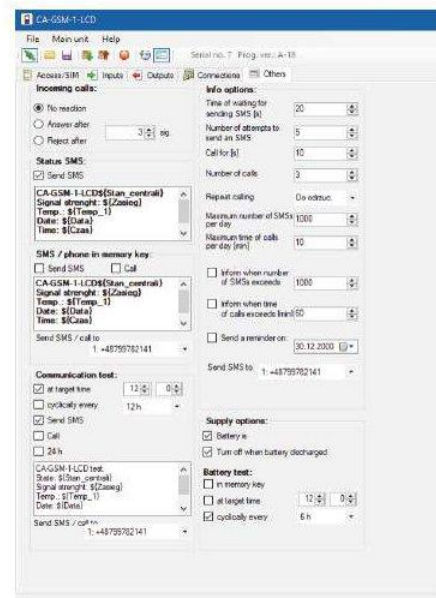 CA-GSM-1-LCD
File Main unit Help
Serial no. 7 Prog. ver.: A-18
Access/SIM Inputs Outputs Connections Others
Incoming calls:
No reaction
Answer after
Reject after
3 sig.
Status SMS:
Send SMS
CA-GSM-1-LCD${Stan_centrali}
Signal strenght: ${Zasieg}
Temp.: ${Temp_1}
Date: ${Data}
Time: ${Czas}
SMS / phone in memory key:
Send SMS Call
CA-GSM-1-LCD${Stan_centrali}
Signal strenght: ${Zasieg}
Temp.: ${Temp_1}
Date: ${Data}
Time: ${Czas}
Send SMS / call to
1: +48799782141
Communication test:
at target time 12 0
cyclically every 12 h
Send SMS
Call
24 h
CA-GSM-1-LCD test.
State: ${Stan_centrali}
Signal strenght: ${Zasieg}
Temp.: ${Temp_1}
Date: ${Data}
Send SMS / call to
1: +48799782141
Info options:
Time of waiting for
sending SMS [s] 20
Number of attempts to
send an SMS 5
Call for [s] 10
Number of calls 3
Repeat calling Do odrzuc.
Maximum number of SMSs
per day 1000
Maximum time of calls
per day [min] 10
Inform when number
of SMSs exceeds 1000
Inform when time
of calls exceeds [min] 60
Send a reminder on:
30.12.2000
Send SMS to 1: +48799782141
Supply options:
Battery is
Turn off when battery discharged
Battery test:
in memory key
at target time 12 0
cyclically every 6 h